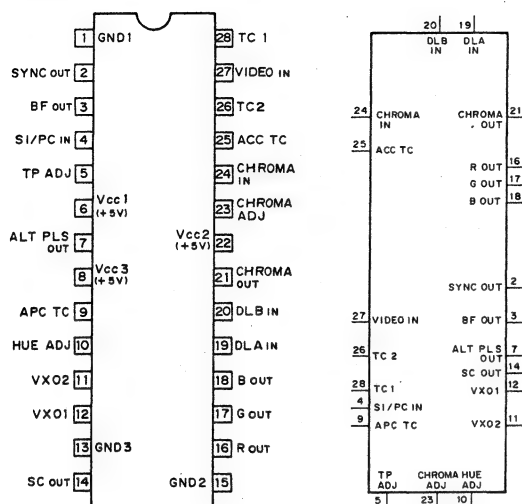 1 GND1
SYNC OUT 2
BF OUT 3
SI/PC IN 4
TP ADJ 5
6 Vcc1
(+5V)
ALT PLS
OUT 7
8 Vcc3
(+5V)
APC TC 9
HUE ADJ 10
VXO2 11
VXO1 12
13 GND3
SC OUT 14
28 TC 1
27 VIDEO IN
26 TC2
25 ACC TC
24 CHROMA
IN
23 CHROMA
ADJ
Vcc2
(+5V) 22
21 CHROMA
OUT
20 DLB IN
19 DLA IN
18 B OUT
17 G OUT
16 R OUT
GND2 15
20 19
DLB DLA
IN IN
24 CHROMA
IN
25 ACC TC
27 VIDEO IN
26 TC 2
28 TC1
4 SI/PC IN
9 APC TC
CHROMA 21
OUT
R OUT 16
G OUT 17
B OUT 18
SYNC OUT 2
BF OUT 3
ALT PLS 7
OUT
SC OUT 14
VXO1 12
VXO2 11
TP CHROMA HUE
ADJ ADJ ADJ
5 23 10